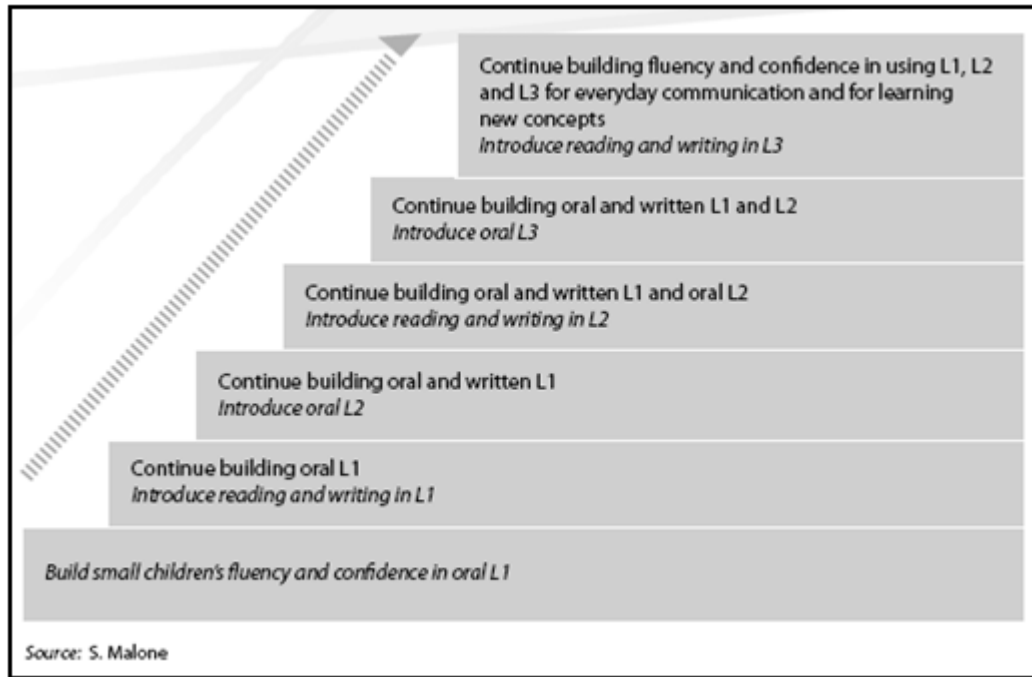 Continue building fluency and confidence in using L1, L2
and L3 for everyday communication and for learning
new concepts
Introduce reading and writing in L3
Continue building oral and written L1 and L2
Introduce oral L3
Continue building oral and written L1 and oral L2
Introduce reading and writing in L2
Continue building oral and written L1
Introduce oral L2
Continue building oral L1
Introduce reading and writing in L1
Build small children's fluency and confidence in oral L1
Source: S. Malone